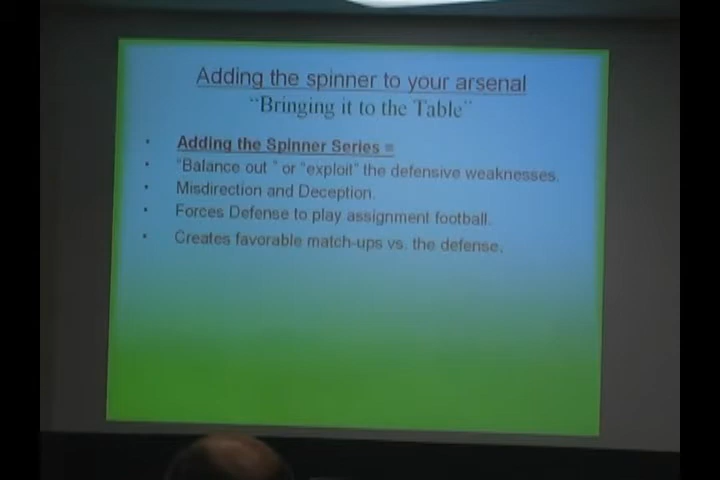 Adding the spinner to your arsenal
"Bringing it to the Table"
• Adding the Spinner Series =
• "Balance out " or "exploit" the defensive weaknesses.
• Misdirection and Deception.
• Forces Defense to play assignment football.
• Creates favorable match-ups vs. the defense.